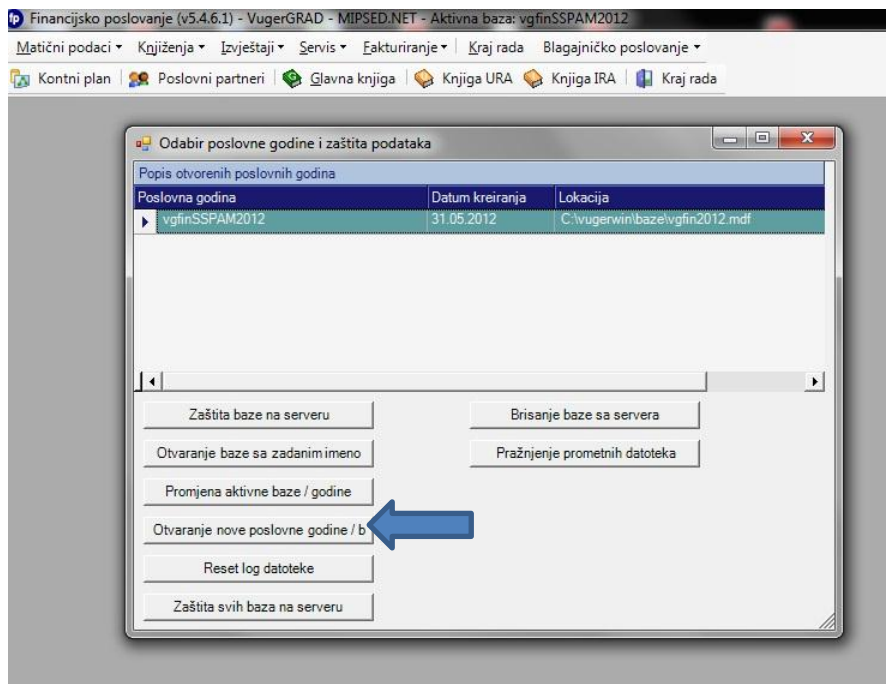 fp Financijsko poslovanje (v5.4.6.1) - VugerGRAD - MIPSED.NET - Aktivna baza: vgfinSSPAM2012
Matični podaci Knjiženja Izvještaji Servis Fakturiranje Kraj rada Blagajničko poslovanje
Kontni plan Poslovni partneri Glavna knjiga Knjiga URA Knjiga IRA Kraj rada
Odabir poslovne godine i zaštita podataka
Popis otvorenih poslovnih godina
Poslovna godina Datum kreiranja Lokacija
vgfinSSPAM2012 31.05.2012 C:\vugerwin\baze\vgfin2012.mdf
Zaštita baze na serveru Brisanje baze sa servera
Otvaranje baze sa zadanim imeno Pražnjenje prometnih datoteka
Promjena aktivne baze / godine
Otvaranje nove poslovne godine / b
Reset log datoteke
Zaštita svih baza na serveru